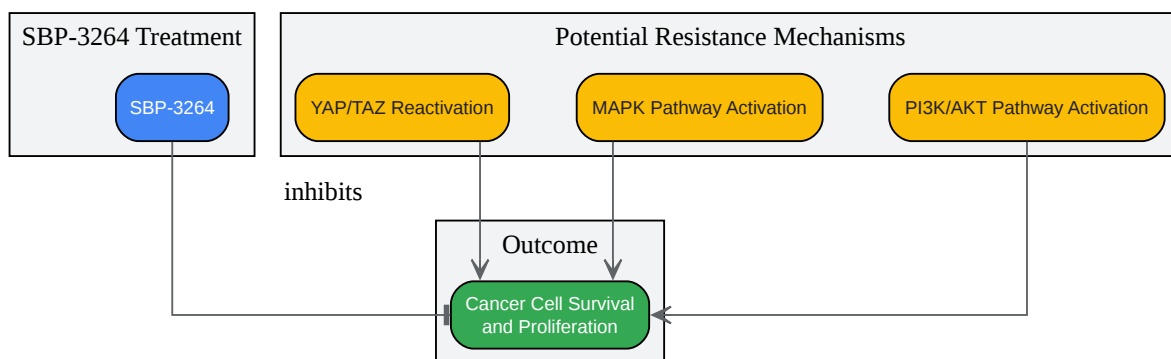 SBP-3264 Treatment
Potential Resistance Mechanisms
SBP-3264
YAP/TAZ Reactivation
MAPK Pathway Activation
PI3K/AKT Pathway Activation
inhibits
Outcome
Cancer Cell Survival
and Proliferation